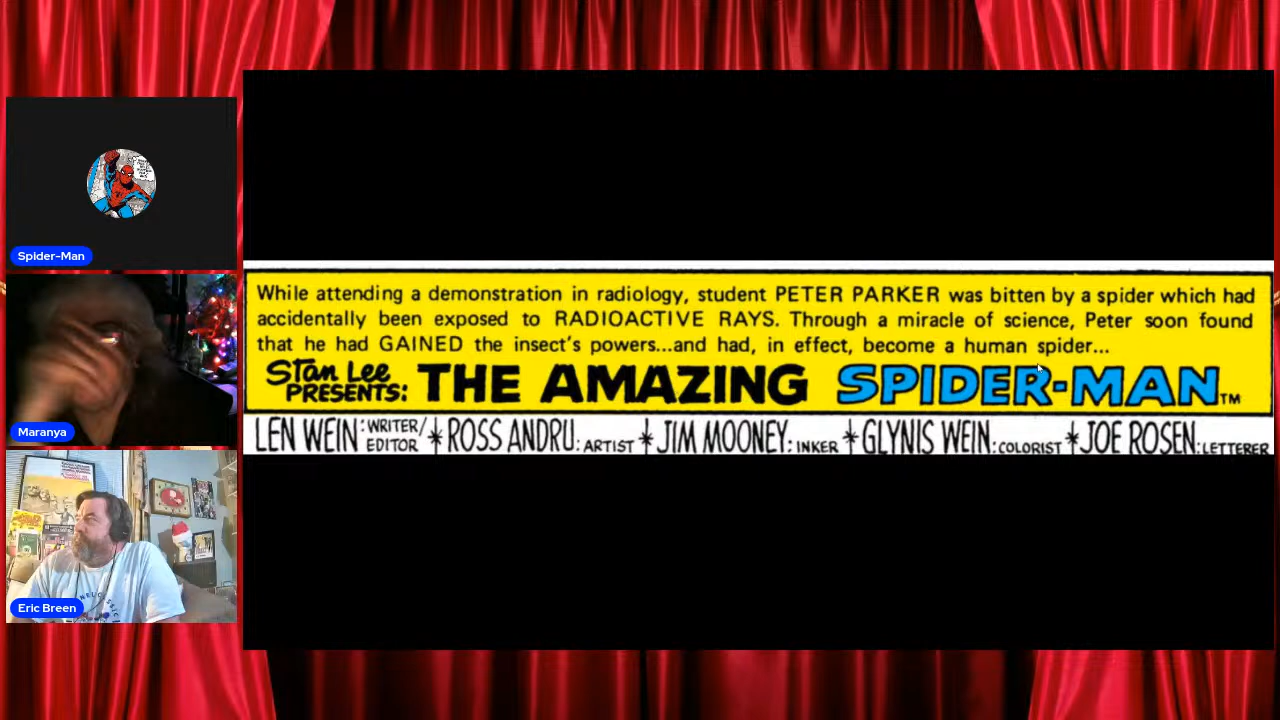 Spider-Man
Maranya
Eric Breen
While attending a demonstration in radiology, student PETER PARKER was bitten by a spider which had
accidentally been exposed to RADIOACTIVE RAYS. Through a miracle of science, Peter soon found
that he had GAINED the insect's powers...and had, in effect, become a human spider...
Stan Lee
PRESENTS: THE AMAZING SPIDER-MAN TM
LEN WEIN: WRITER/EDITOR * ROSS ANDRU: ARTIST * JIM MOONEY: INKER * GLYNIS WEIN: COLORIST * JOE ROSEN: LETTERER